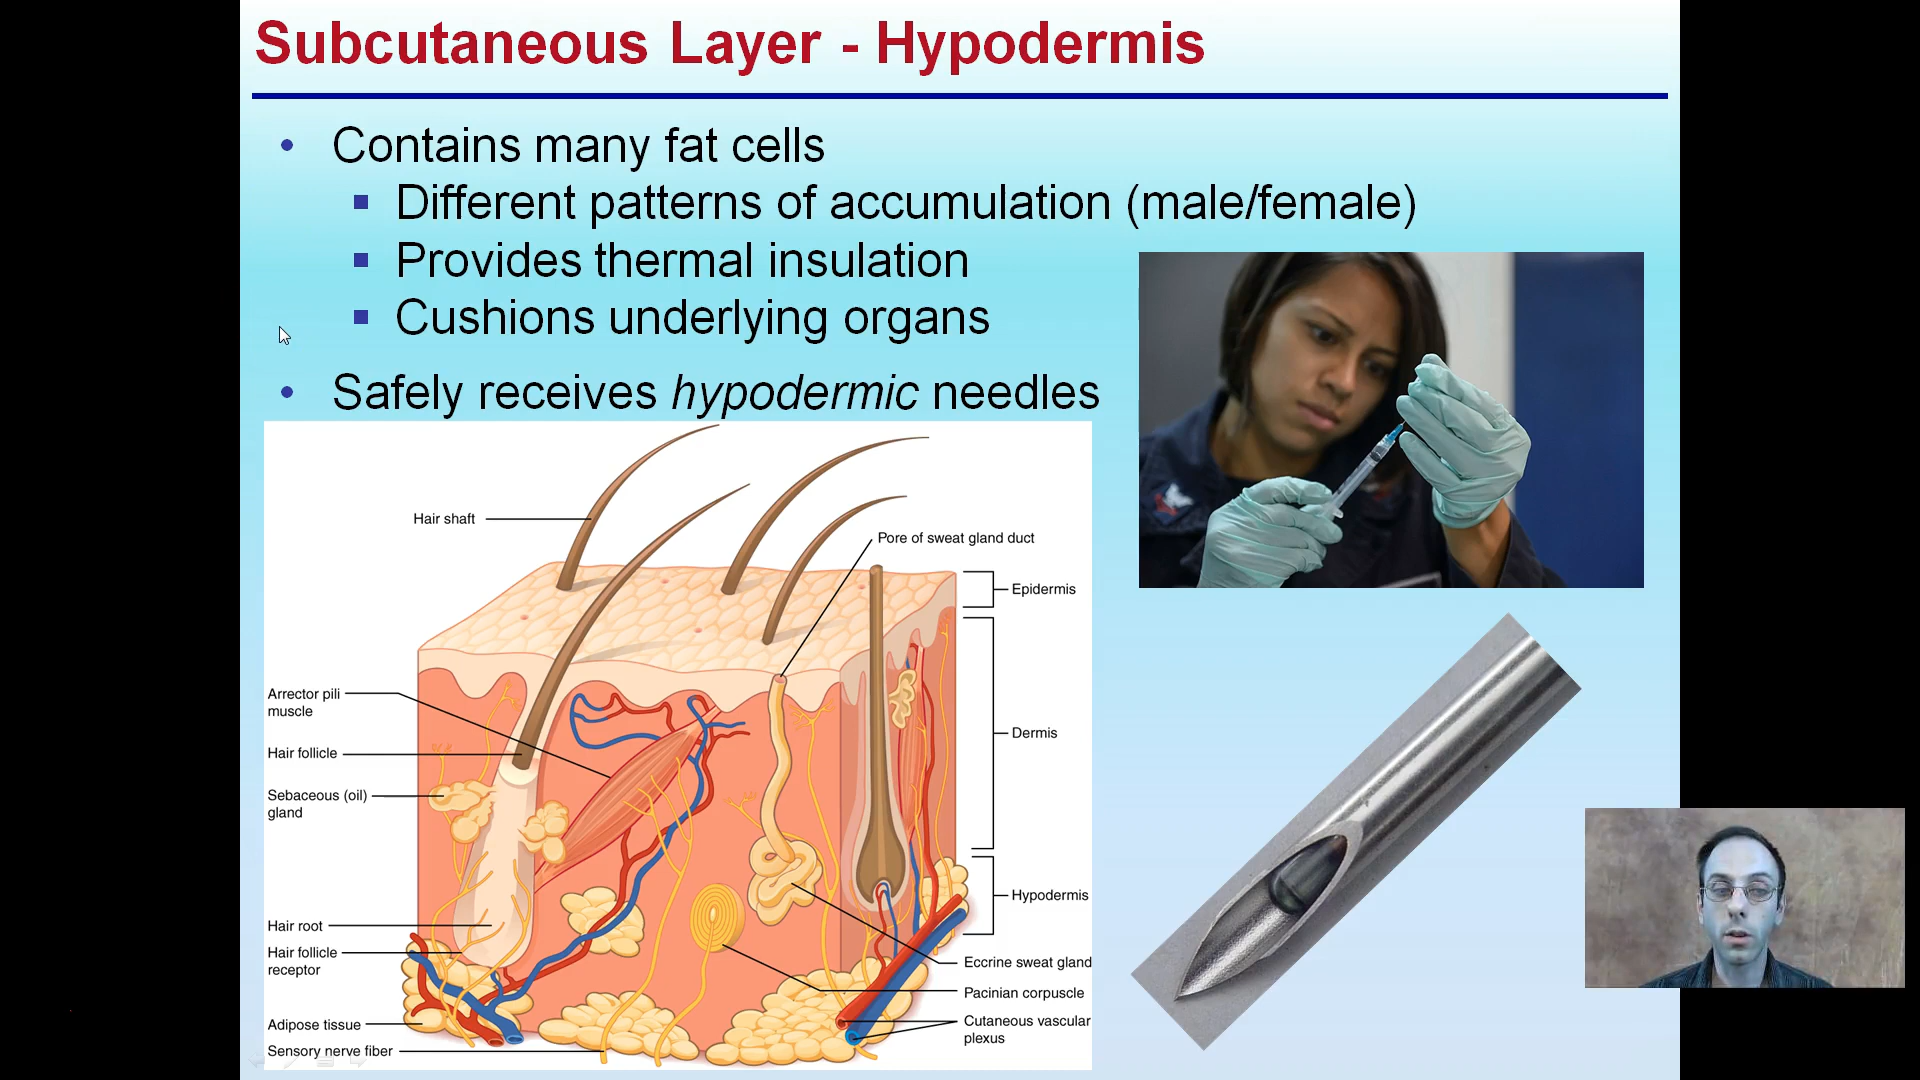 Subcutaneous Layer - Hypodermis
• Contains many fat cells
▪ Different patterns of accumulation (male/female)
▪ Provides thermal insulation
▪ Cushions underlying organs
• Safely receives hypodermic needles
Hair shaft
Arrector pili
muscle
Hair follicle
Sebaceous (oil)
gland
Hair root
Hair follicle
receptor
Adipose tissue
Sensory nerve fiber
Pore of sweat gland duct
Epidermis
Dermis
Hypodermis
Eccrine sweat gland
Pacinian corpuscle
Cutaneous vascular
plexus